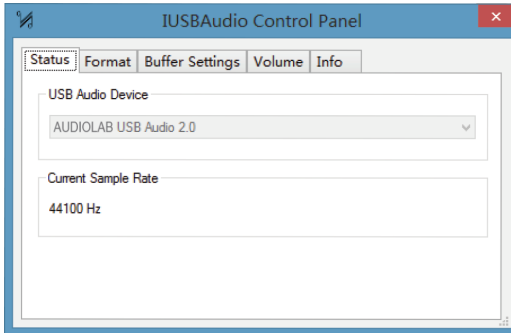 IUSBAudio Control Panel
Status Format Buffer Settings Volume Info
USB Audio Device
AUDIOLAB USB Audio 2.0
Current Sample Rate
44100 Hz